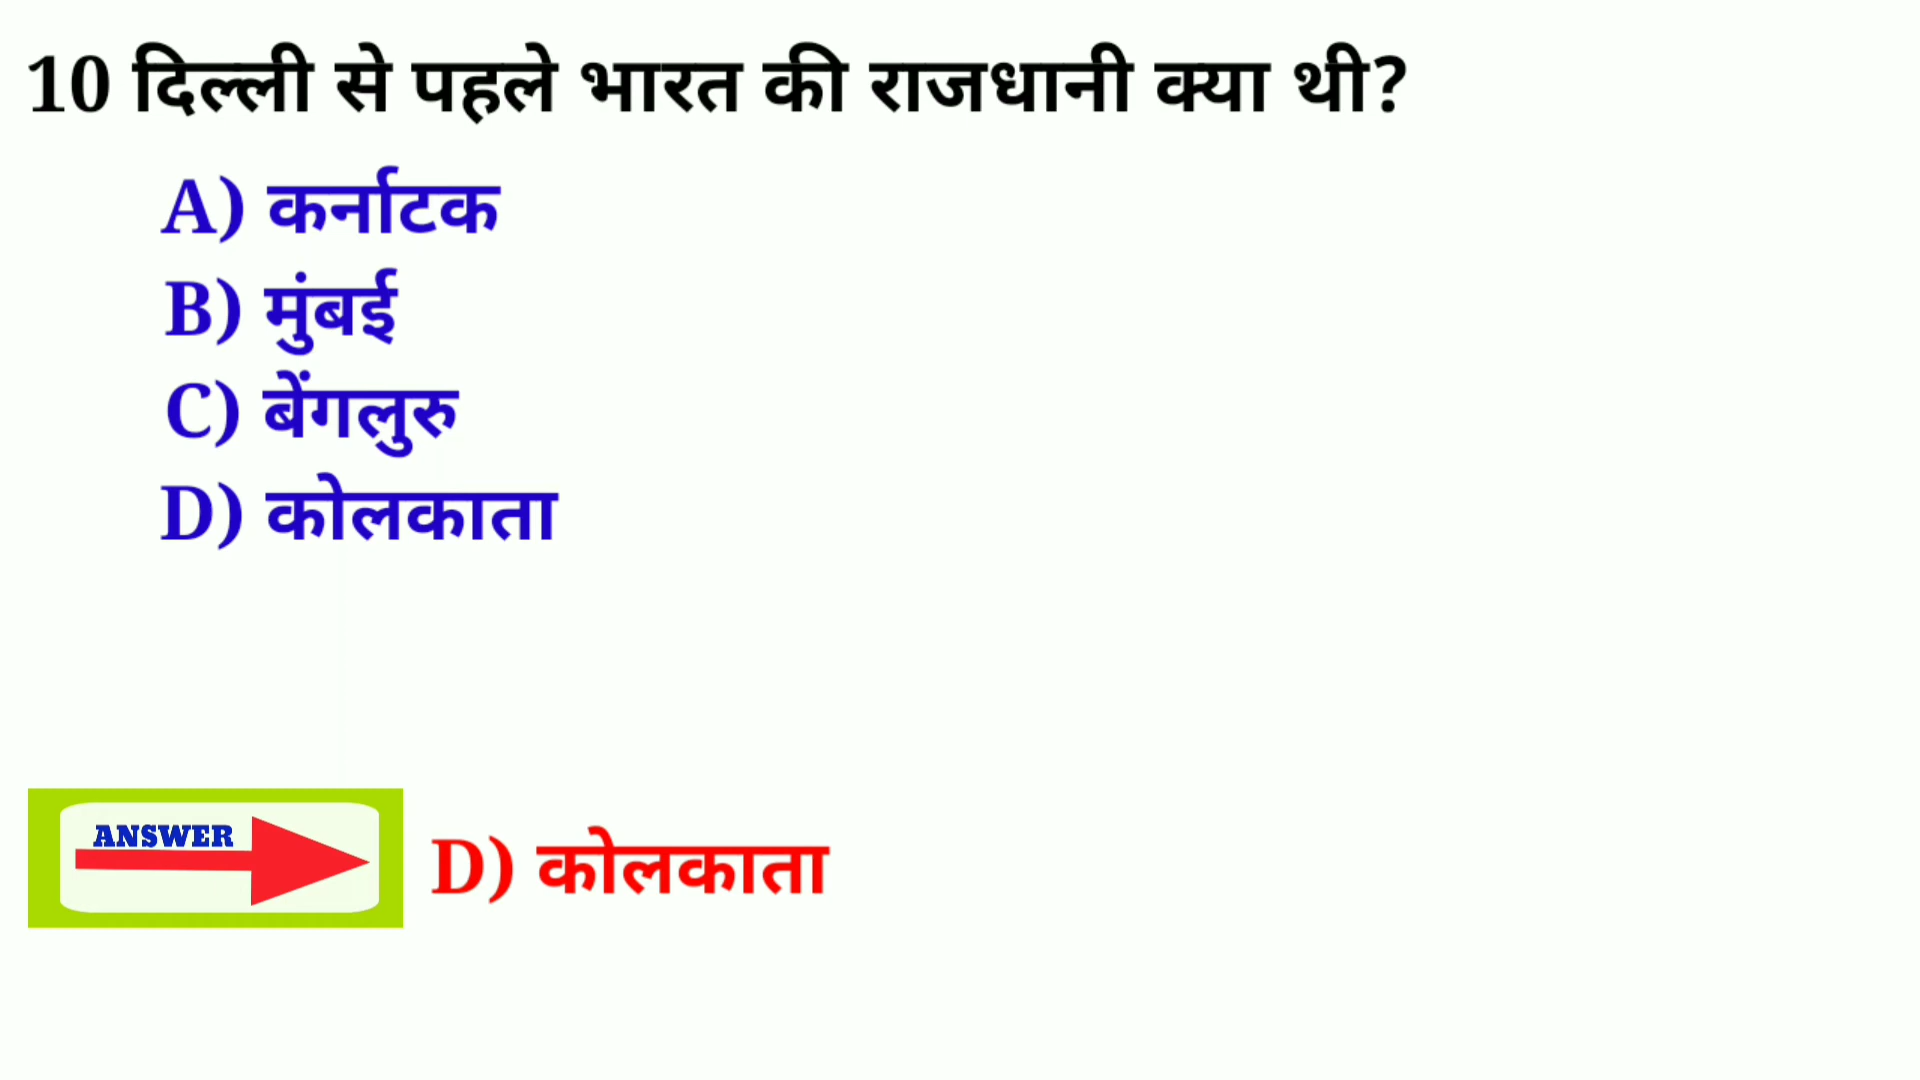 10 दिल्ली से पहले भारत की राजधानी क्या थी?
A) कर्नाटक
B) मुंबई
C) बेंगलुरु
D) कोलकाता
ANSWER
D) कोलकाता